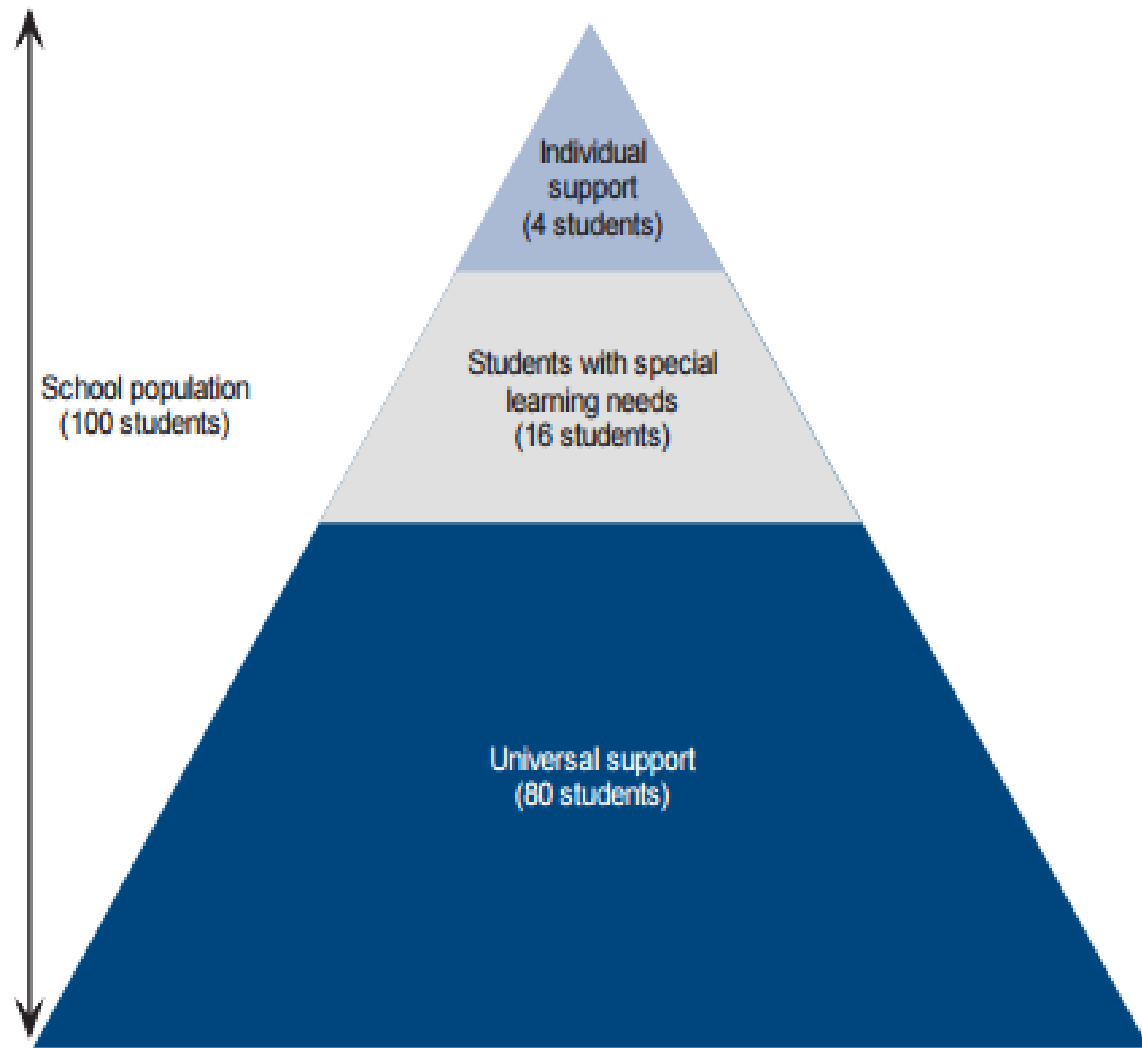 Individual
support
(4 students)
Students with special
learning needs
(16 students)
School population
(100 students)
Universal support
(80 students)